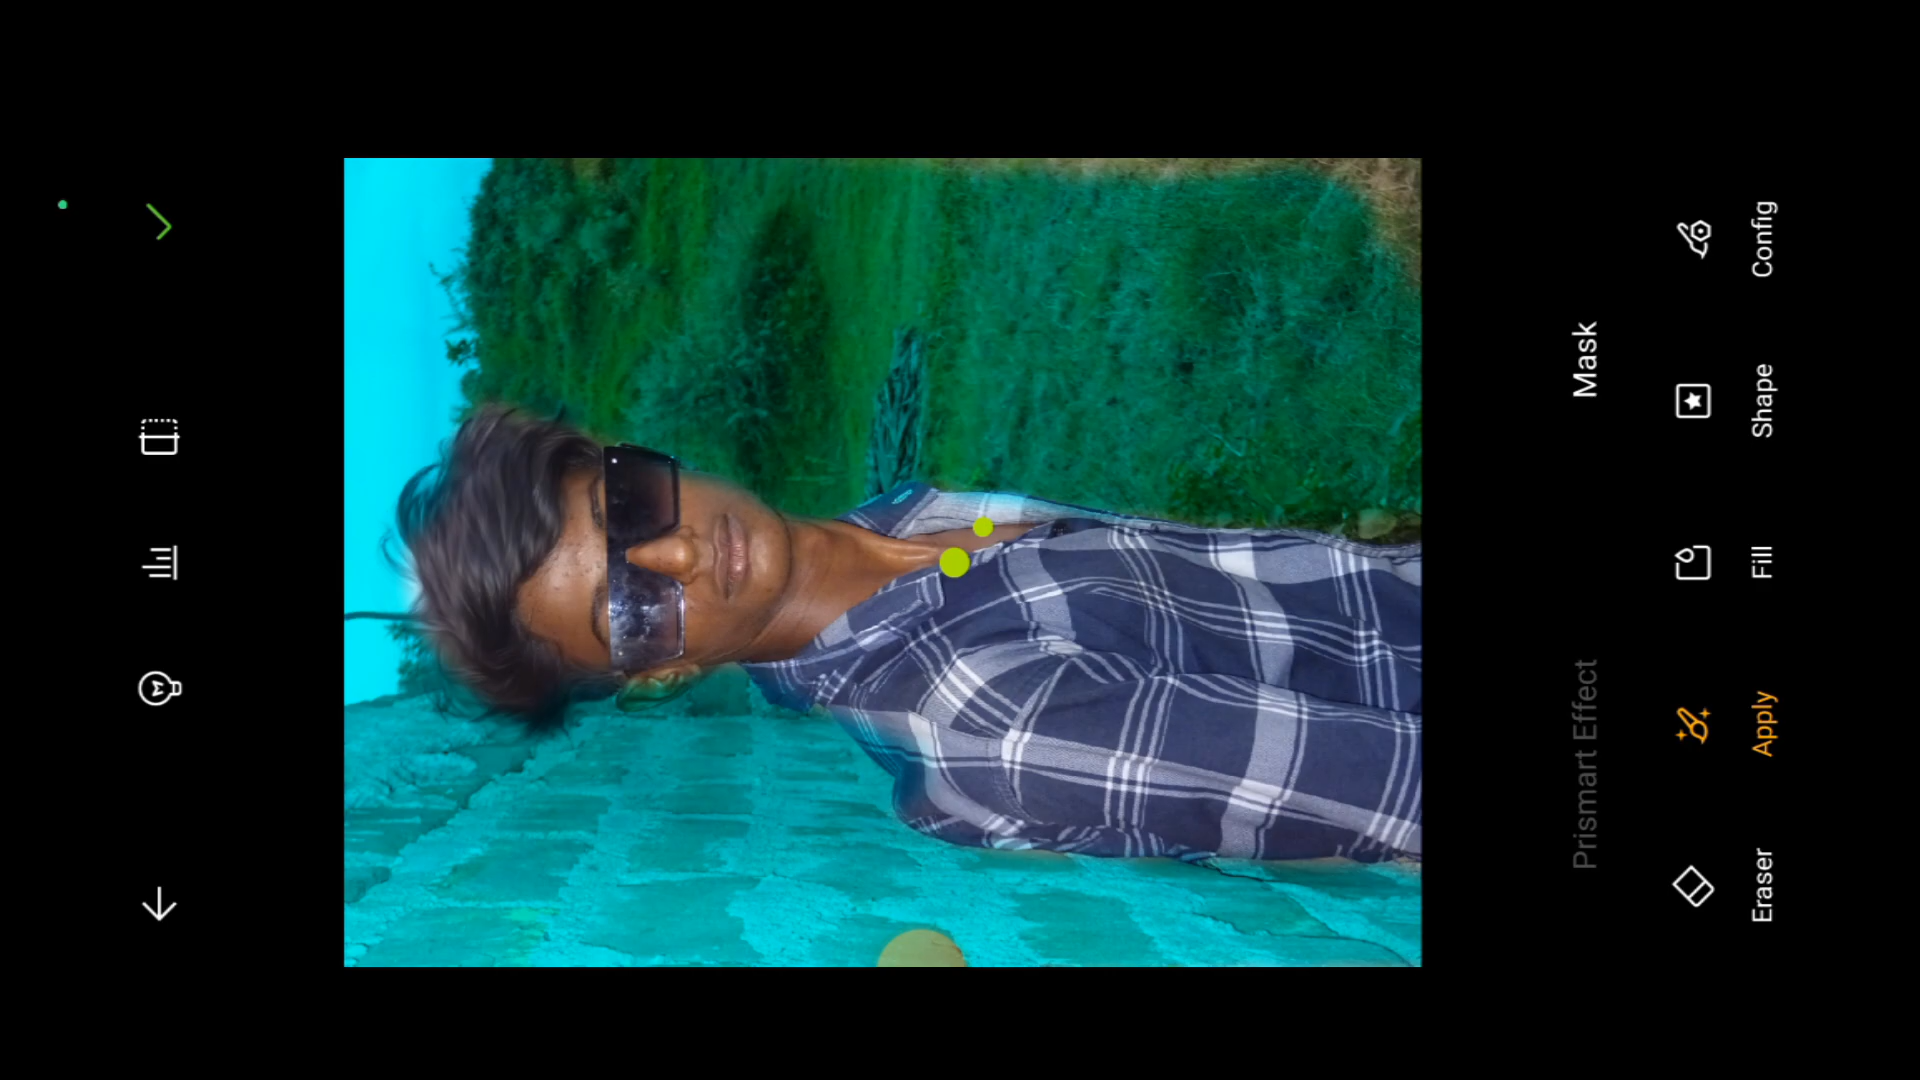 Prismart Effect
Mask
Eraser
Apply
Fill
Shape
Config